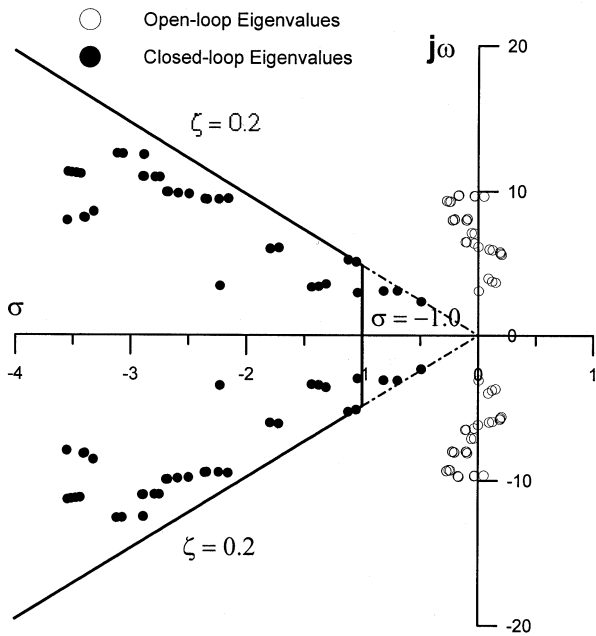 Open-loop Eigenvalues
Closed-loop Eigenvalues
jω
20
ζ = 0.2
10
σ
σ = −1.0
0
-4
-3
-2
-1
0
1
-10
ζ = 0.2
-20